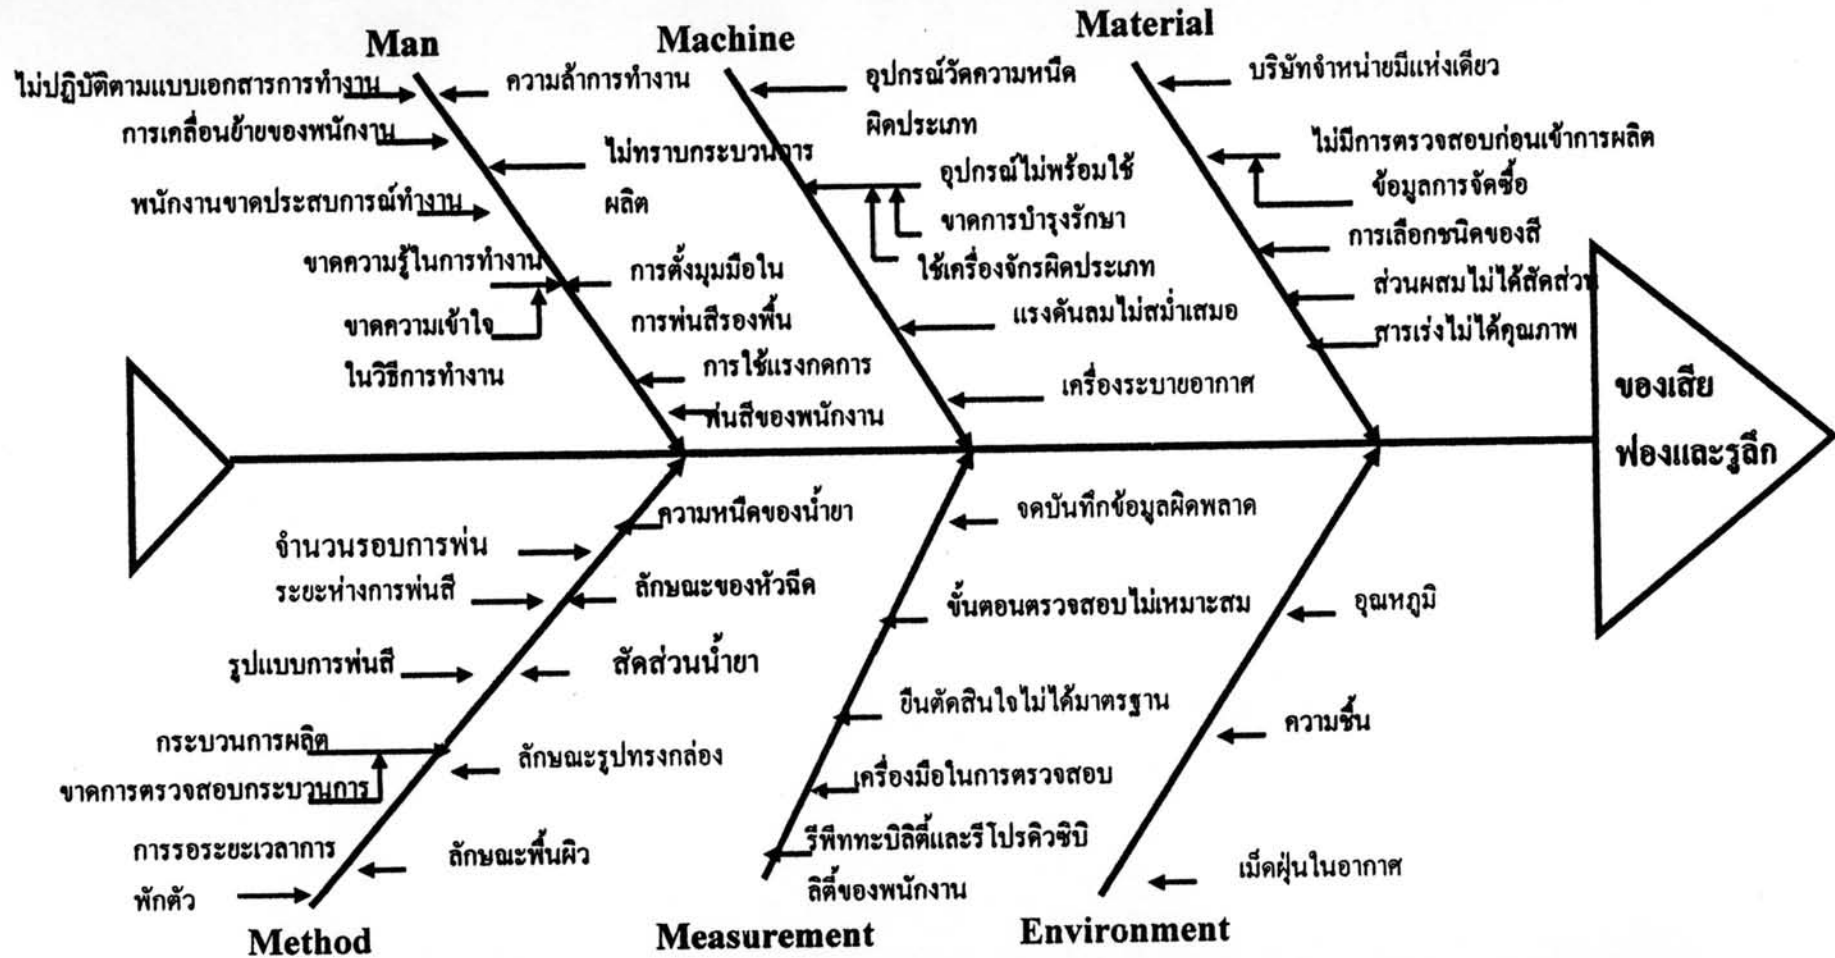 Man
ไม่ปฏิบัติตามแบบเอกสารการทำงาน
ความล้าการทำงาน
การเคลื่อนย้ายของพนักงาน
ไม่ทราบกระบวนการ
ผลิต
พนักงานขาดประสบการณ์ทำงาน
ขาดความรู้ในการทำงาน
ขาดความเข้าใจ
ในวิธีการทำงาน
การตั้งมุมมือใน
การพ่นสีรองพื้น
การใช้แรงกดการ
พ่นสีของพนักงาน
Machine
อุปกรณ์วัดความหนืด
ผิดประเภท
อุปกรณ์ไม่พร้อมใช้
ขาดการบำรุงรักษา
ใช้เครื่องจักรผิดประเภท
แรงดันลมไม่สม่ำเสมอ
เครื่องระบายอากาศ
Material
บริษัทจำหน่ายมีแห่งเดียว
ไม่มีการตรวจสอบก่อนเข้าการผลิต
ข้อมูลการจัดซื้อ
การเลือกชนิดของสี
ส่วนผสมไม่ได้สัดส่วน
สารเร่งไม่ได้คุณภาพ
ของเสีย
ฟองและรูลึก
ความหนืดของน้ำยา
จำนวนรอบการพ่น
ระยะห่างการพ่นสี
ลักษณะของหัวฉีด
รูปแบบการพ่นสี
สัดส่วนน้ำยา
กระบวนการผลิต
ขาดการตรวจสอบกระบวนการ
ลักษณะรูปทรงกล่อง
การรอระยะเวลาการ
พักตัว
ลักษณะพื้นผิว
Method
จดบันทึกข้อมูลผิดพลาด
ขั้นตอนตรวจสอบไม่เหมาะสม
ยืนตัดสินใจไม่ได้มาตรฐาน
เครื่องมือในการตรวจสอบ
รีพีททะบิลิตี้และรีโปรดิวซิบิ
ลิตี้ของพนักงาน
Measurement
อุณหภูมิ
ความชื้น
เม็ดฝุ่นในอากาศ
Environment